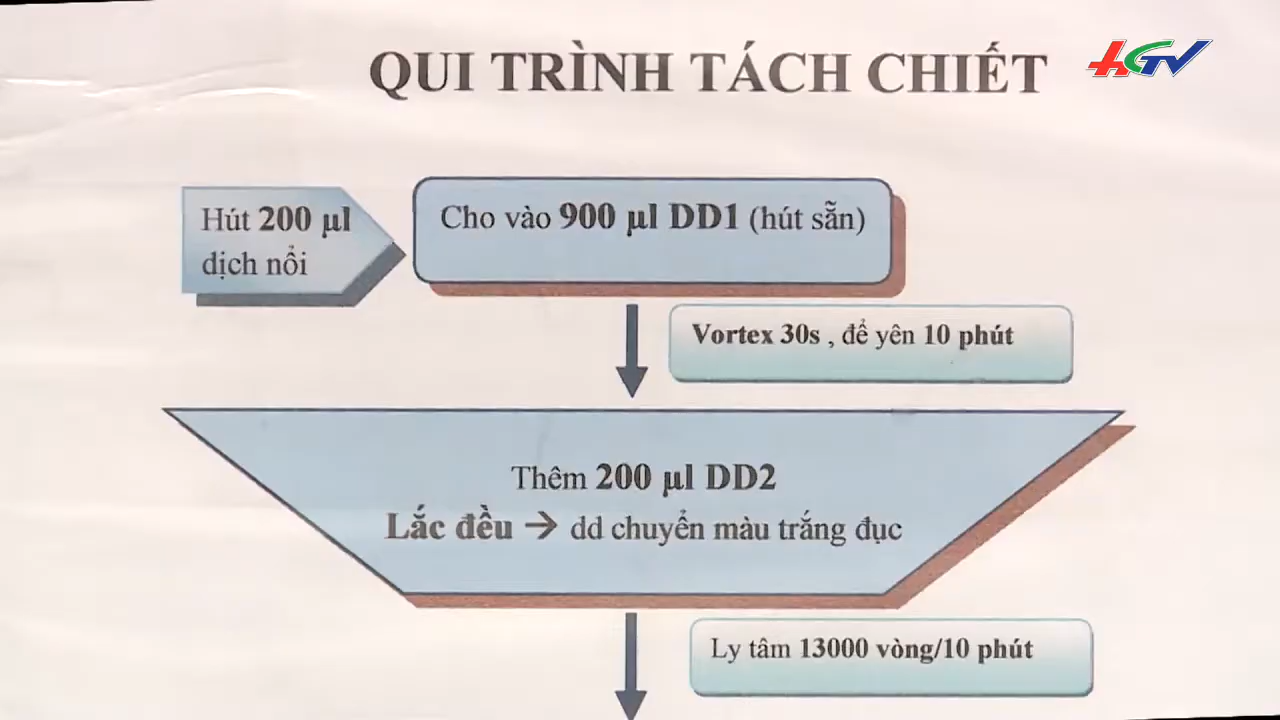 QUI TRÌNH TÁCH CHIẾT
HGTV
Hút 200 µl
dịch nổi
Cho vào 900 µl DD1 (hút sẵn)
Vortex 30s , để yên 10 phút
Thêm 200 µl DD2
Lắc đều → dd chuyển màu trắng đục
Ly tâm 13000 vòng/10 phút